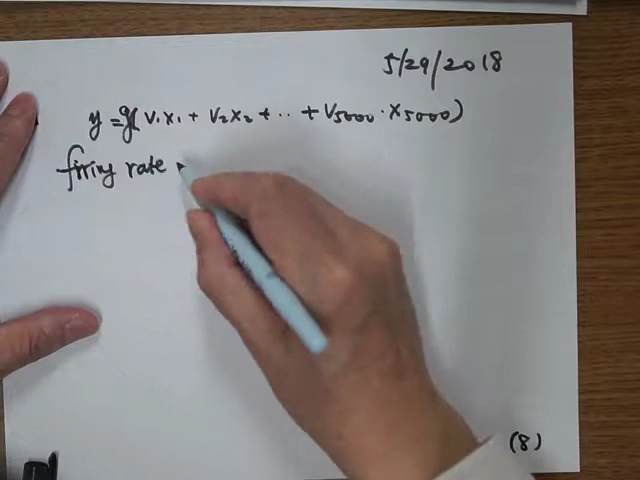 5/29/2018
y = g( v₁x₁ + v₂x₂ + ·· + v₅₀₀₀·x₅₀₀₀)
firing rate
(8)